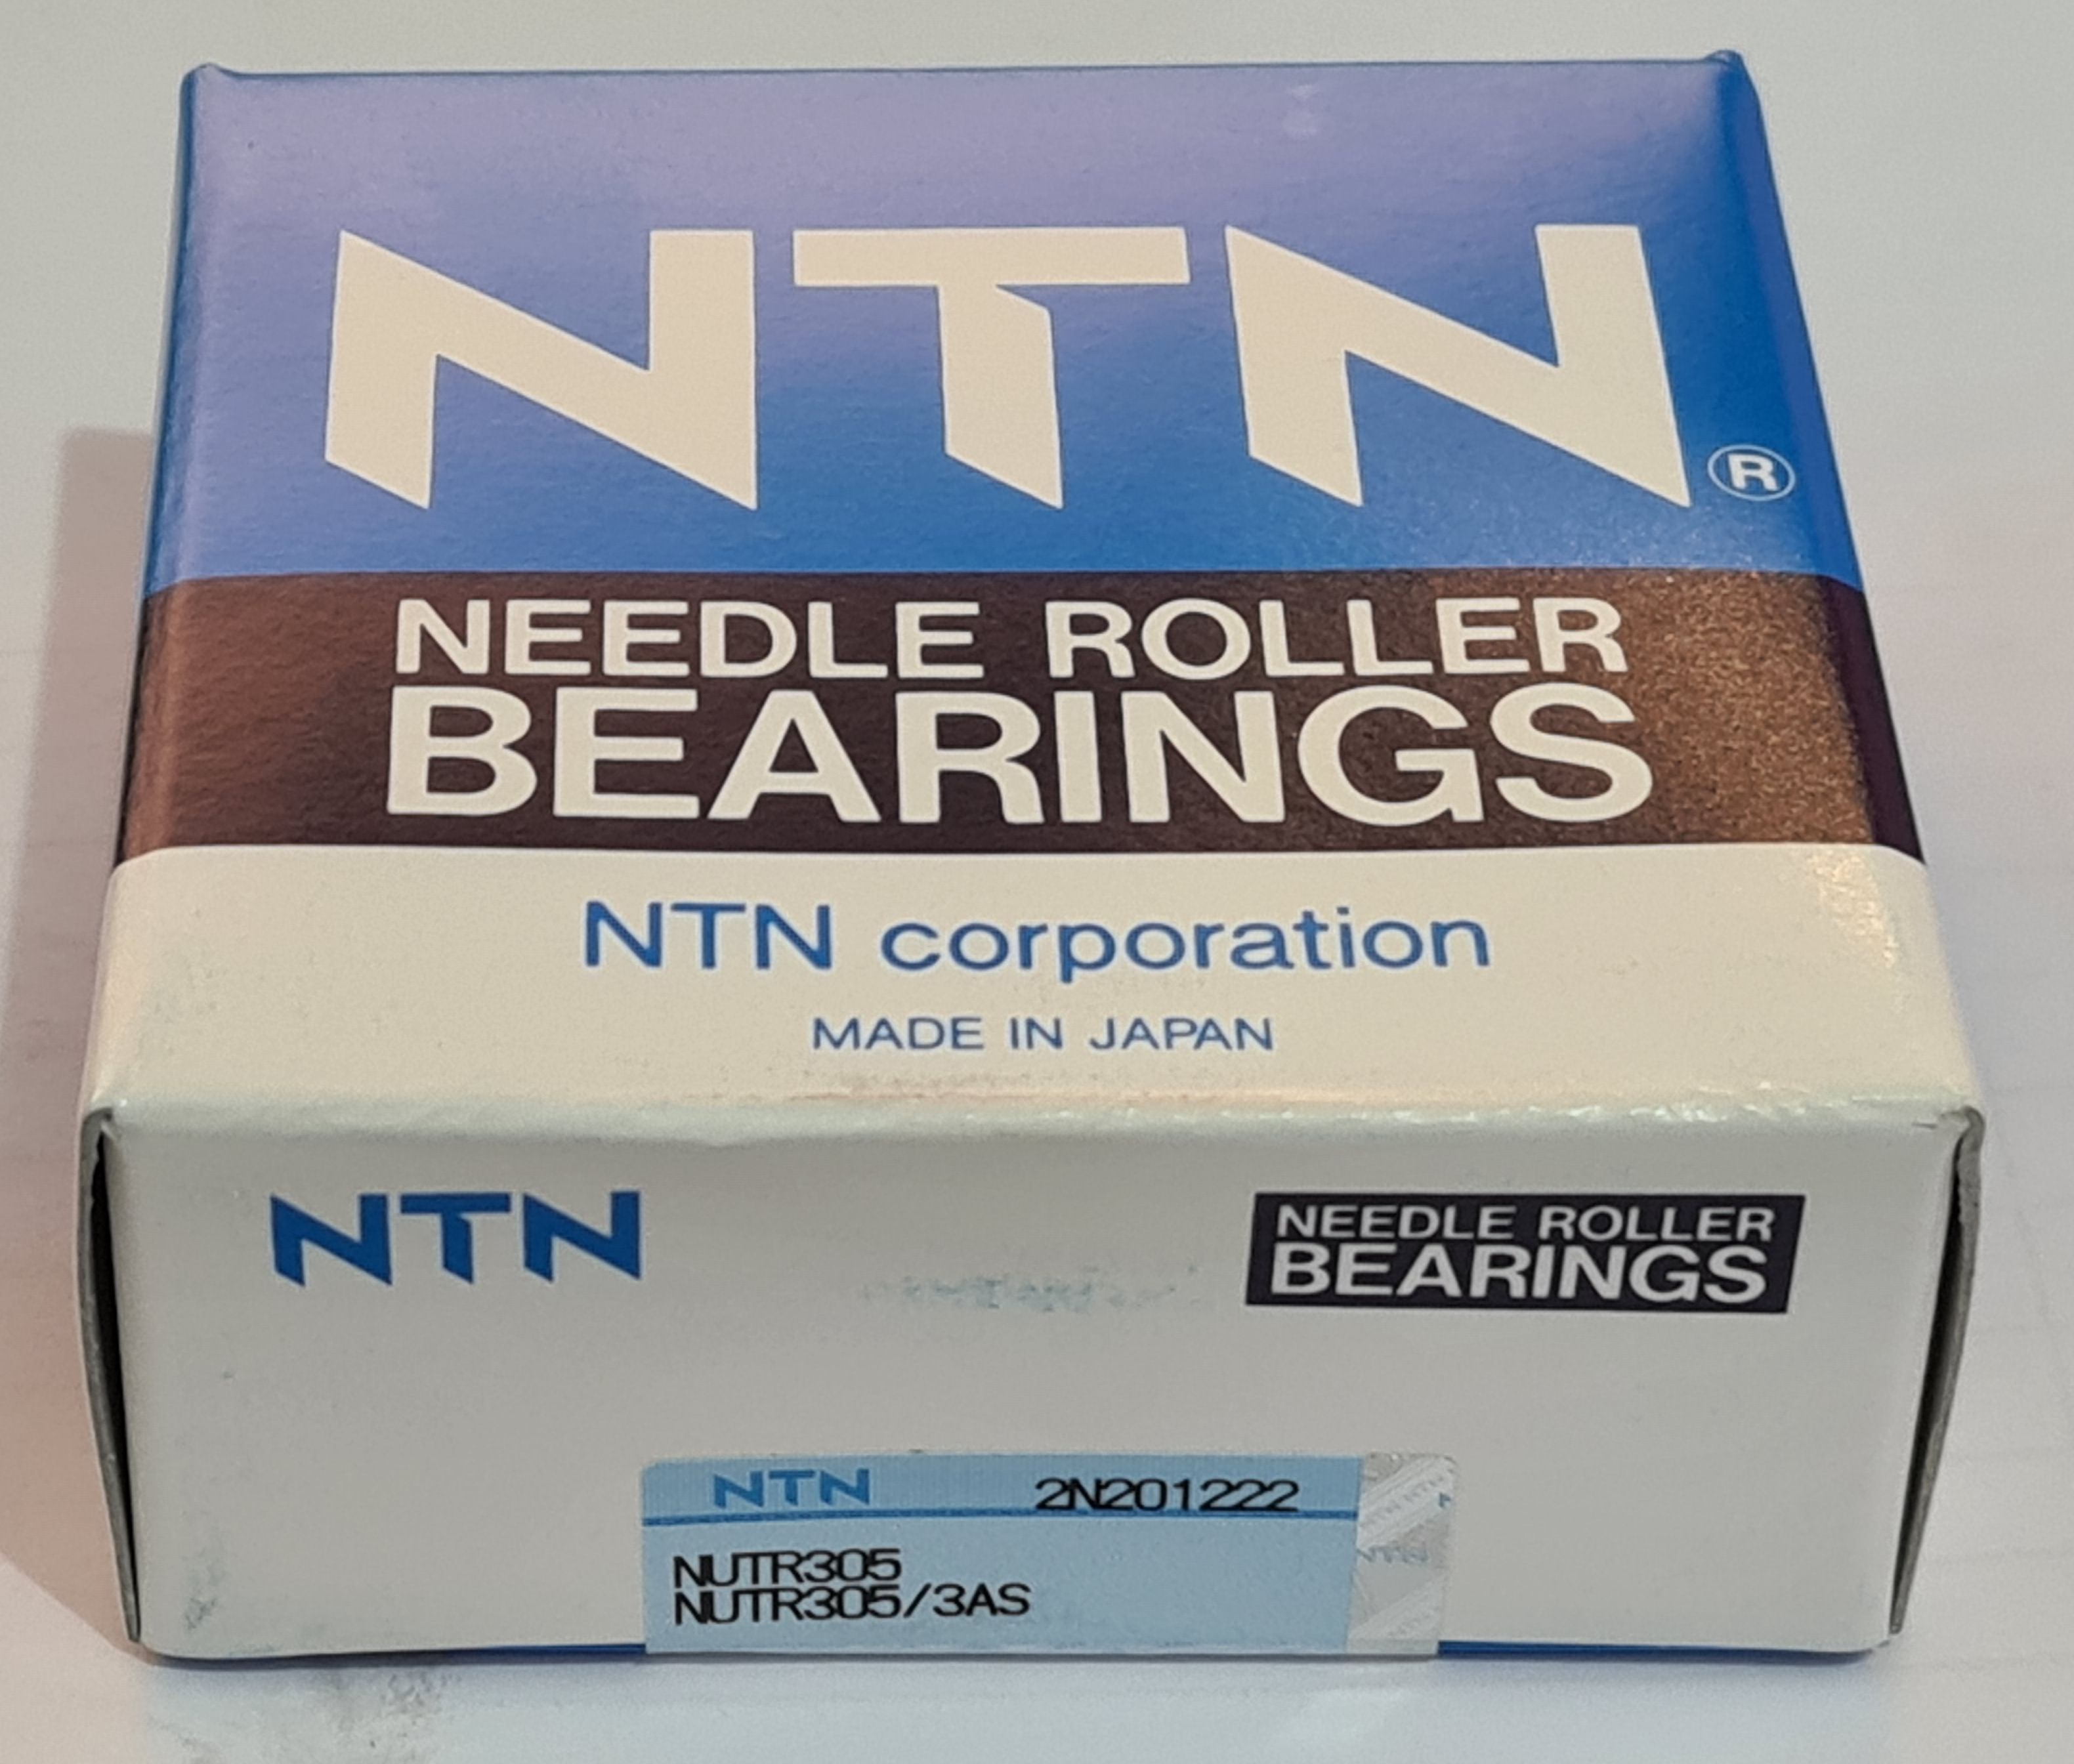 NTN®
NEEDLE ROLLER
BEARINGS
NTN corporation
MADE IN JAPAN
NTN
NEEDLE ROLLER
BEARINGS
NTN 2N201222
NUTR305
NUTR305/3AS